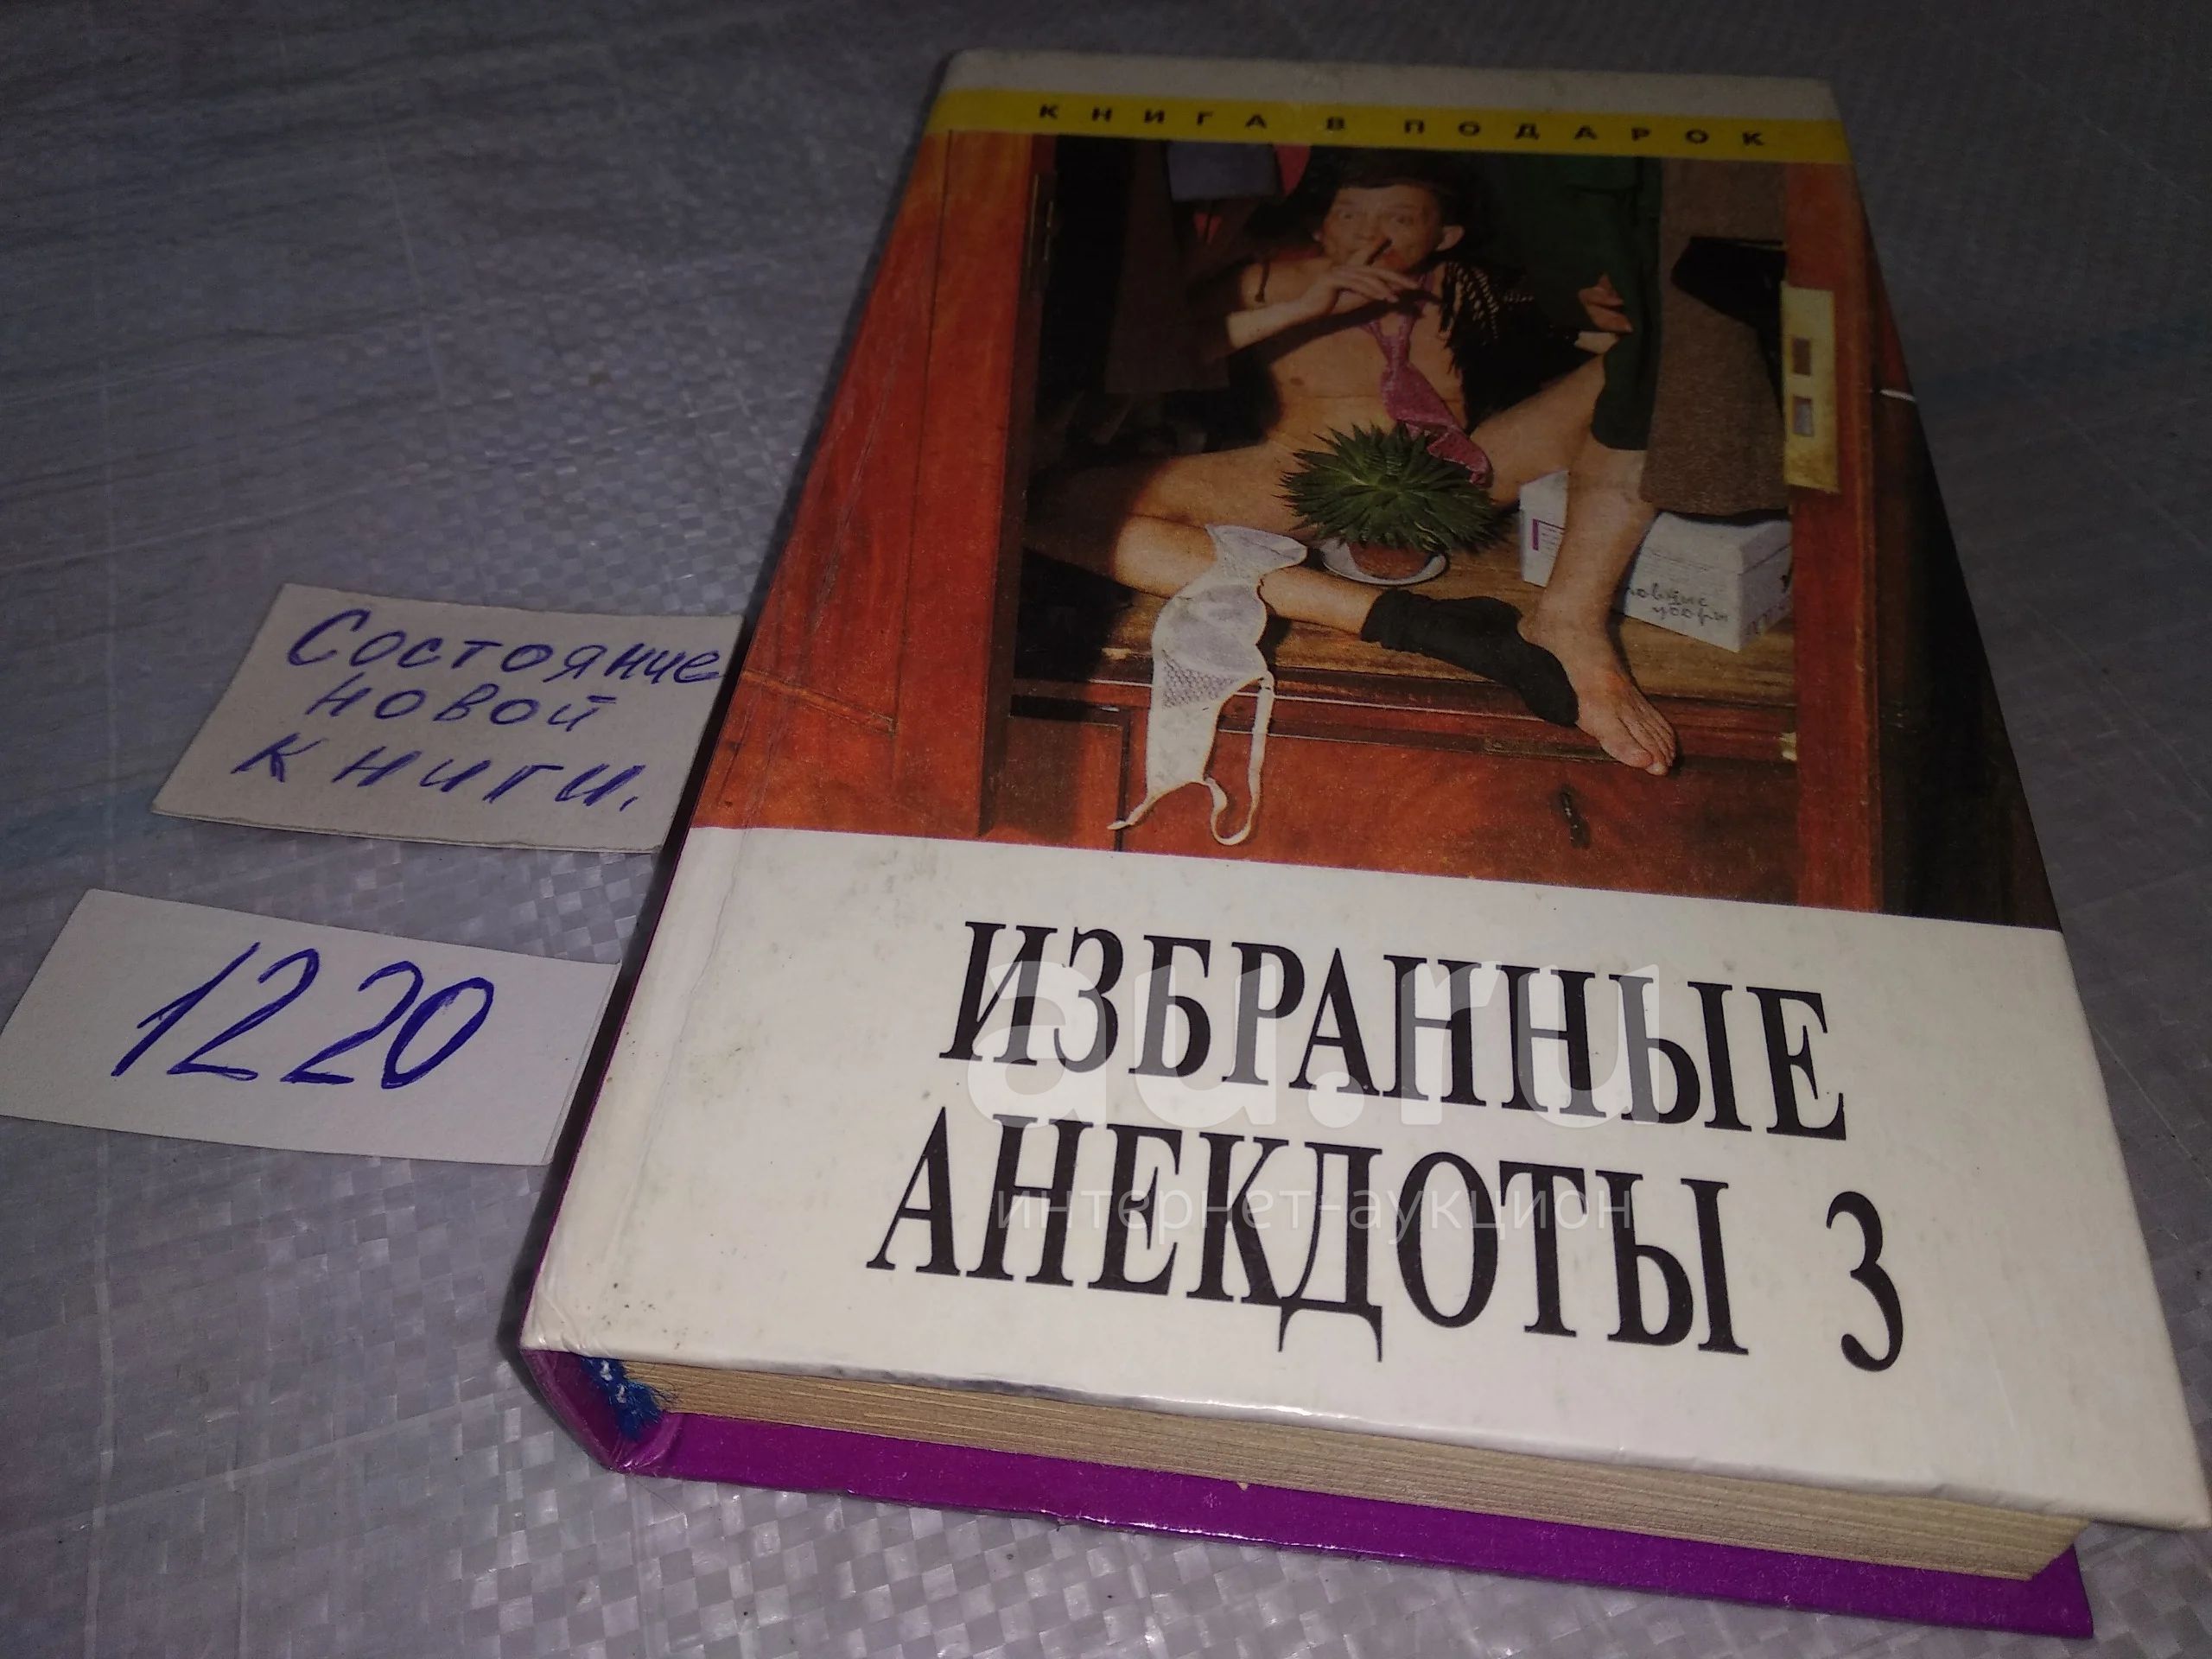 КНИГА В ПОДАРОК
Состояние
новой
книги.
1220
ИЗБРАННЫЕ
АНЕКДОТЫ 3
au.ru
интернет-аукцион